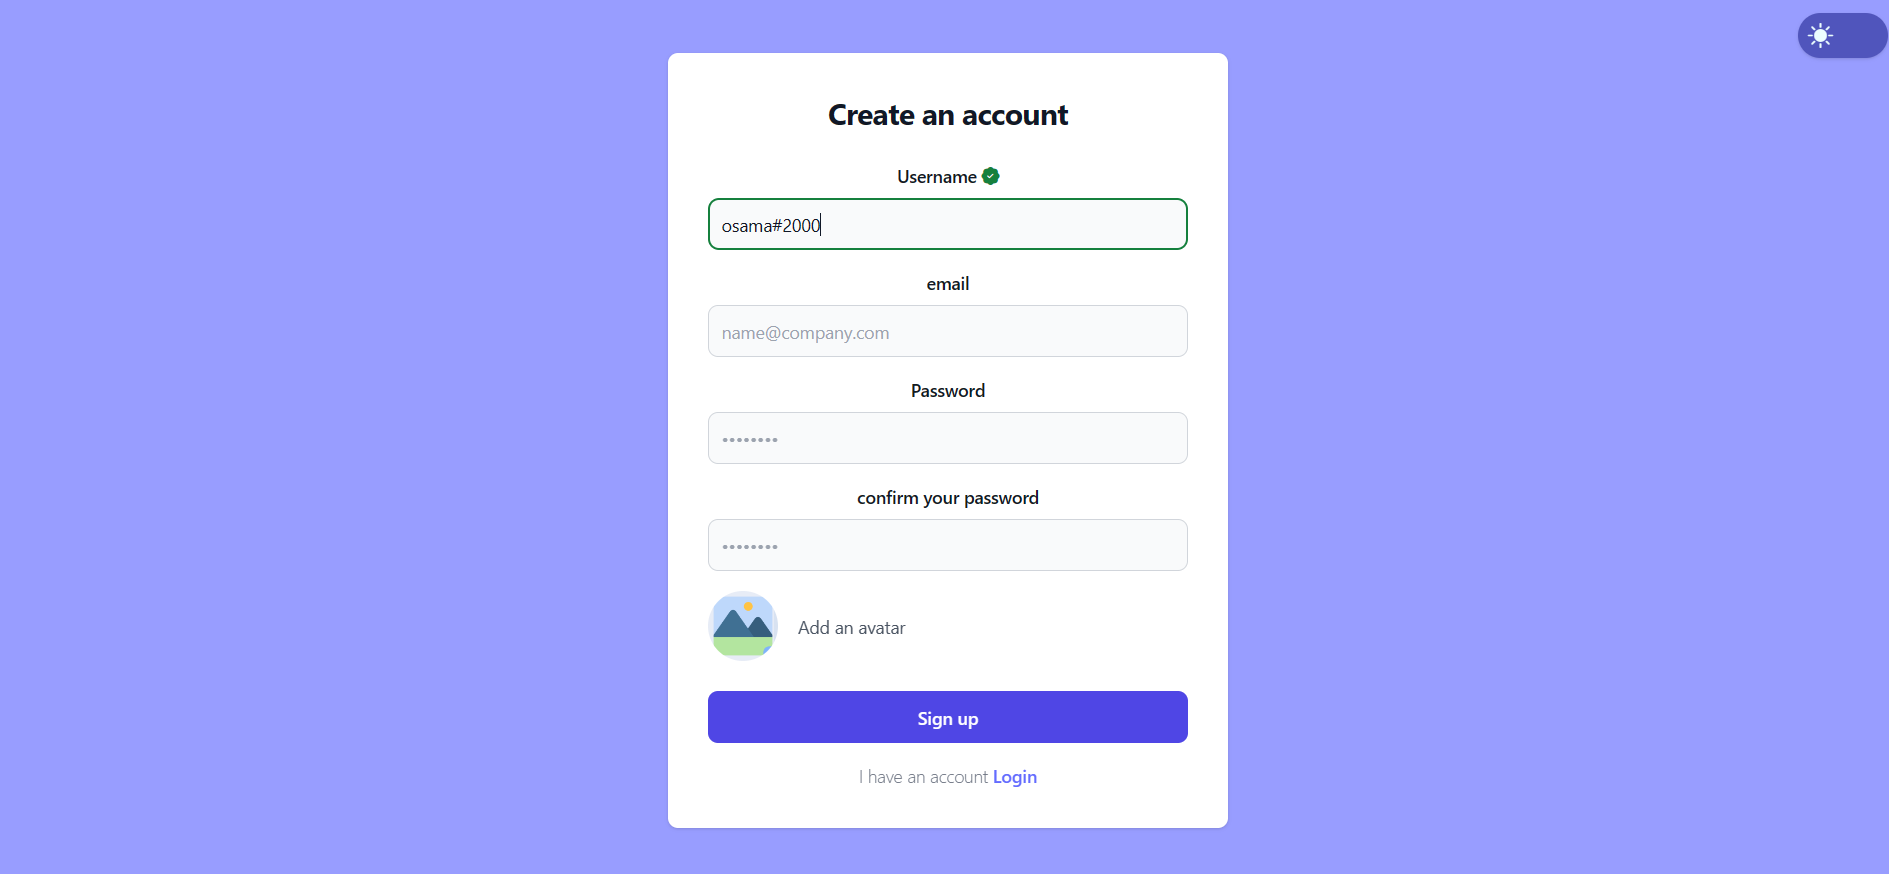 Create an account
Username
osama#2000
email
name@company.com
Password
••••••••
confirm your password
••••••••
Add an avatar
Sign up
I have an account Login